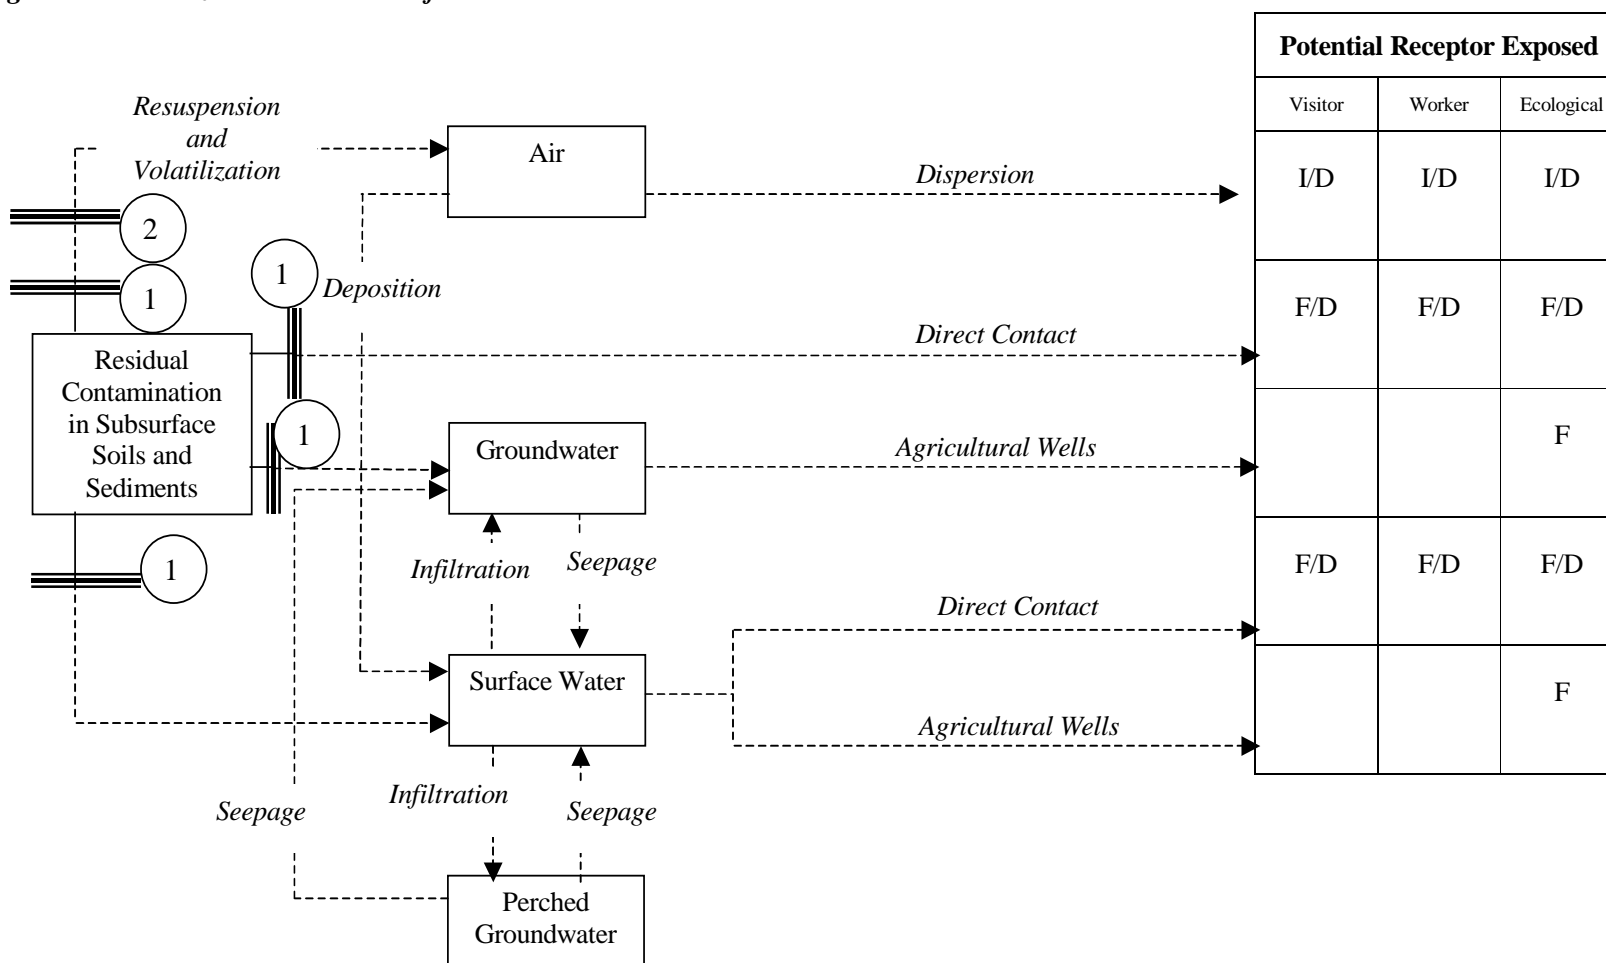 Potential Receptor Exposed
Visitor Worker Ecological
Resuspension
and
Volatilization
Air
Dispersion
I/D I/D I/D
2
1
1
Deposition
F/D F/D F/D
Direct Contact
Residual
Contamination
in Subsurface
Soils and
Sediments
1
Groundwater
Agricultural Wells
F
1
Infiltration
Seepage
F/D F/D F/D
Direct Contact
Surface Water
F
Agricultural Wells
Seepage
Infiltration
Seepage
Perched
Groundwater